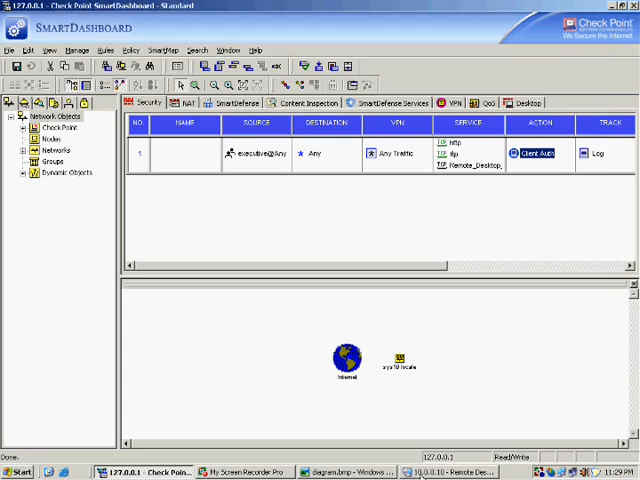 127.0.0.1 - Check Point SmartDashboard - Standard
SMARTDASHBOARD
Check Point
We Secure the Internet.
File Edit View Manage Rules Policy SmartMap Search Window Help
Network Objects
Check Point
Nodes
Networks
Groups
Dynamic Objects
Security NAT SmartDefense Content Inspection SmartDefense Services VPN QoS Desktop
NO. NAME SOURCE DESTINATION VPN SERVICE ACTION TRACK
1 executive@Any Any Any Traffic Client Auth Log
TCP http
TCP ftp
TCP Remote_Desktop_
Internet
Done. 127.0.0.1 Read/Write
Start 127.0.0.1 - Check Poin... My Screen Recorder Pro diagram.bmp - Windows ... 10.0.0.10 - Remote Des... 11:29 PM